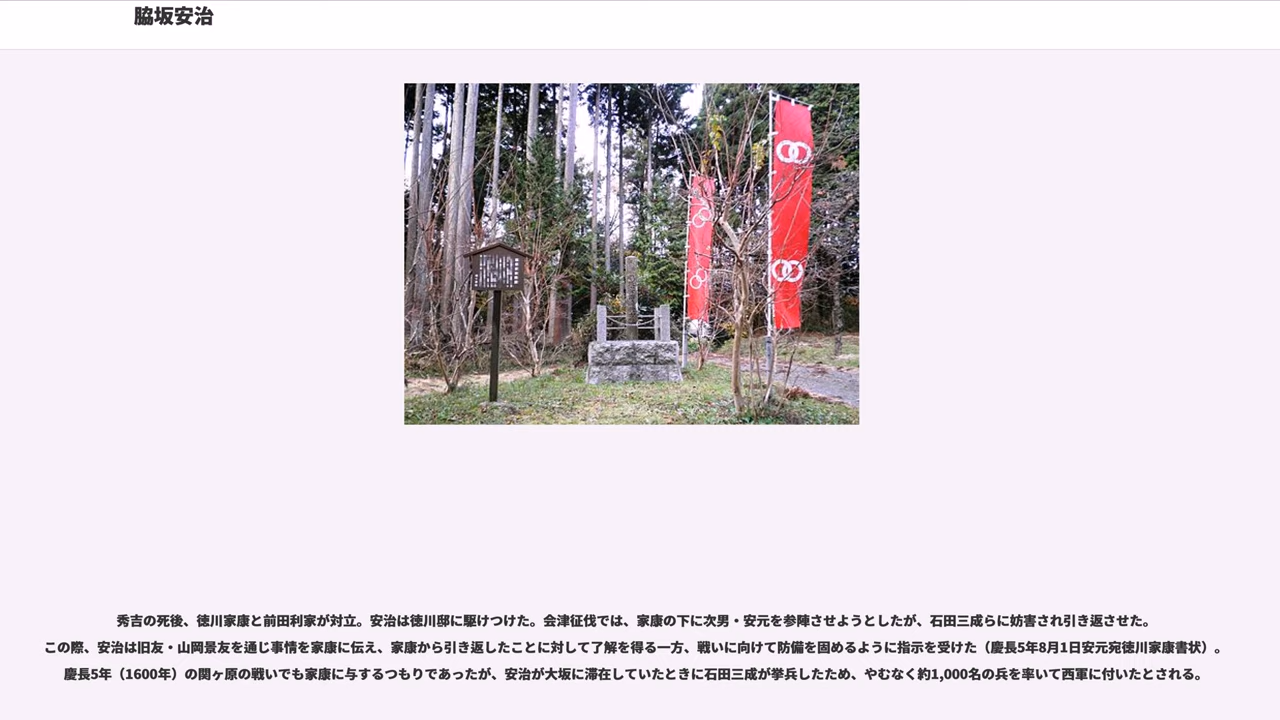 脇坂安治
秀吉の死後、徳川家康と前田利家が対立。安治は徳川邸に駆けつけた。会津征伐では、家康の下に次男・安元を参陣させようとしたが、石田三成らに妨害され引き返させた。
この際、安治は旧友・山岡景友を通じ事情を家康に伝え、家康から引き返したことに対して了解を得る一方、戦いに向けて防備を固めるように指示を受けた（慶長5年8月1日安元宛徳川家康書状）。
慶長5年（1600年）の関ヶ原の戦いでも家康に与するつもりであったが、安治が大坂に滞在していたときに石田三成が挙兵したため、やむなく約1,000名の兵を率いて西軍に付いたとされる。